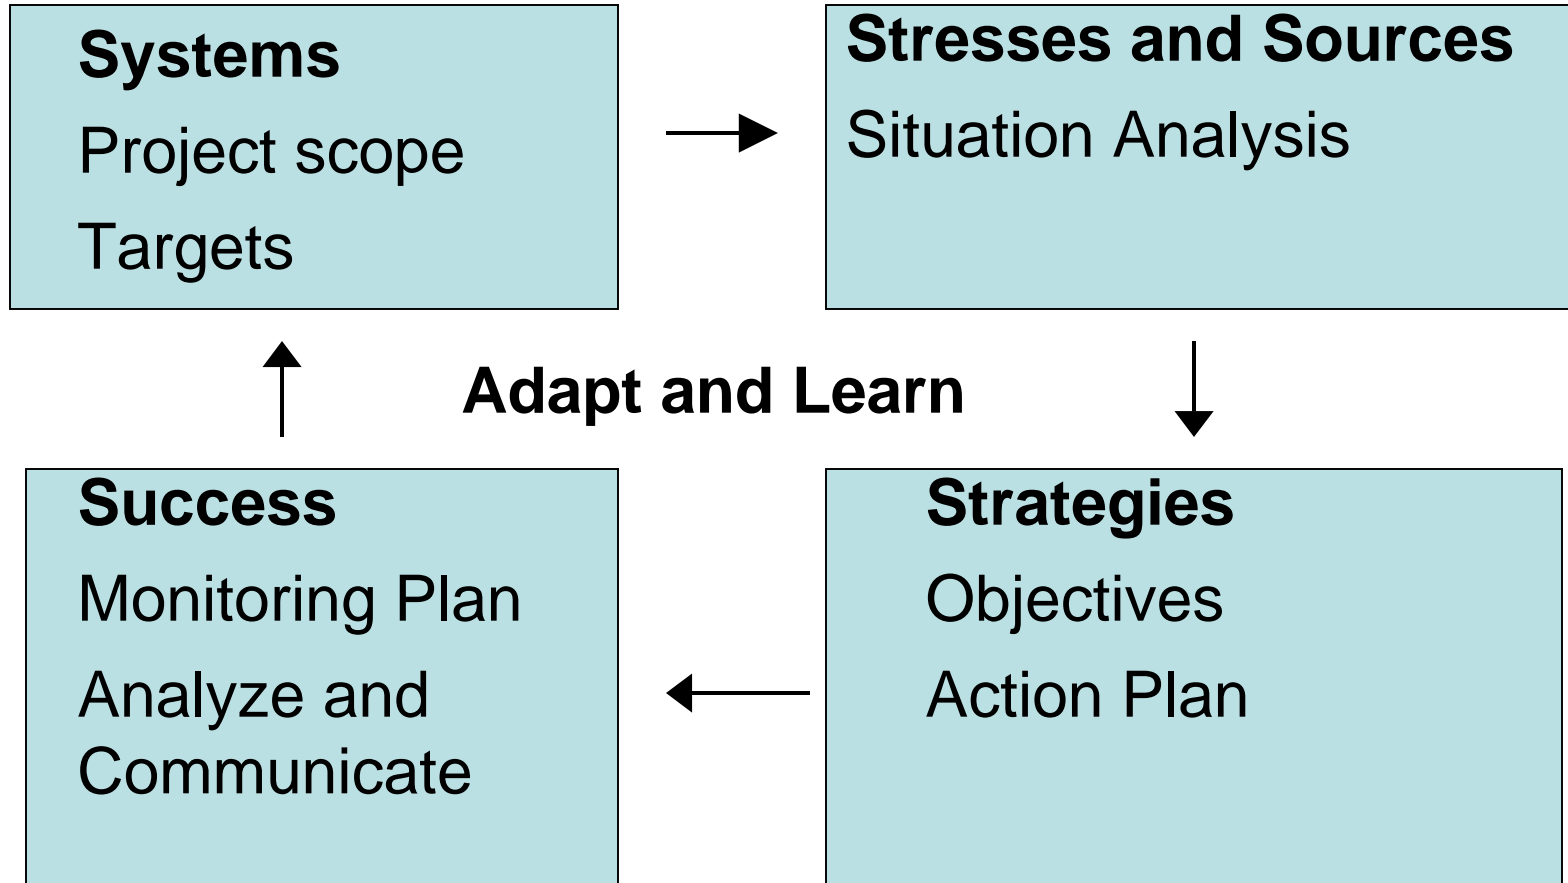 Systems
Project scope
Targets
Stresses and Sources
Situation Analysis
Adapt and Learn
Success
Monitoring Plan
Analyze and
Communicate
Strategies
Objectives
Action Plan